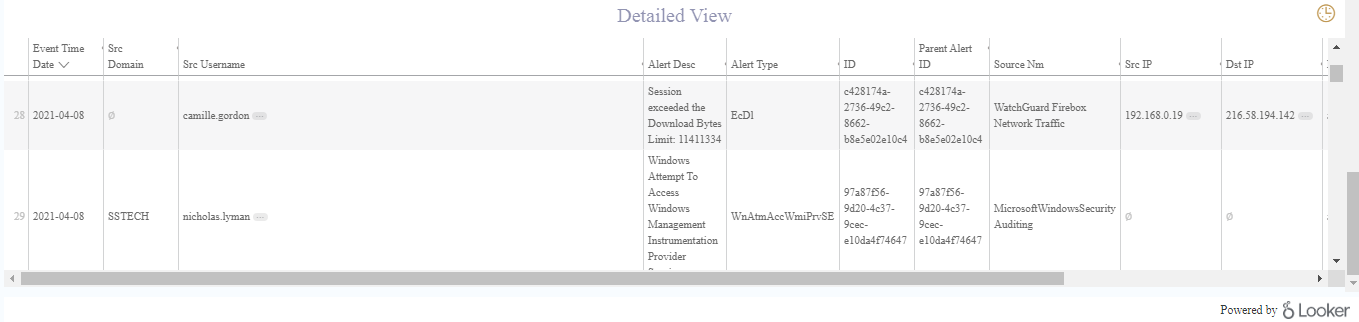 Detailed View
Event Time
Date
Src
Domain
Src Username
Alert Desc
Alert Type
ID
Parent Alert
ID
Source Nm
Src IP
Dst IP
28
2021-04-08
∅
camille.gordon
Session
exceeded the
Download Bytes
Limit: 11411334
EcDl
c428174a-
2736-49c2-
8662-
b8e5e02e10c4
c428174a-
2736-49c2-
8662-
b8e5e02e10c4
WatchGuard Firebox
Network Traffic
192.168.0.19
216.58.194.142
29
2021-04-08
SSTECH
nicholas.lyman
Windows
Attempt To
Access
Windows
Management
Instrumentation
Provider
WnAtmAccWmiPrvSE
97a87f56-
9d20-4c37-
9cec-
e10da4f74647
97a87f56-
9d20-4c37-
9cec-
e10da4f74647
MicrosoftWindowsSecurity
Auditing
∅
∅
Powered by Looker